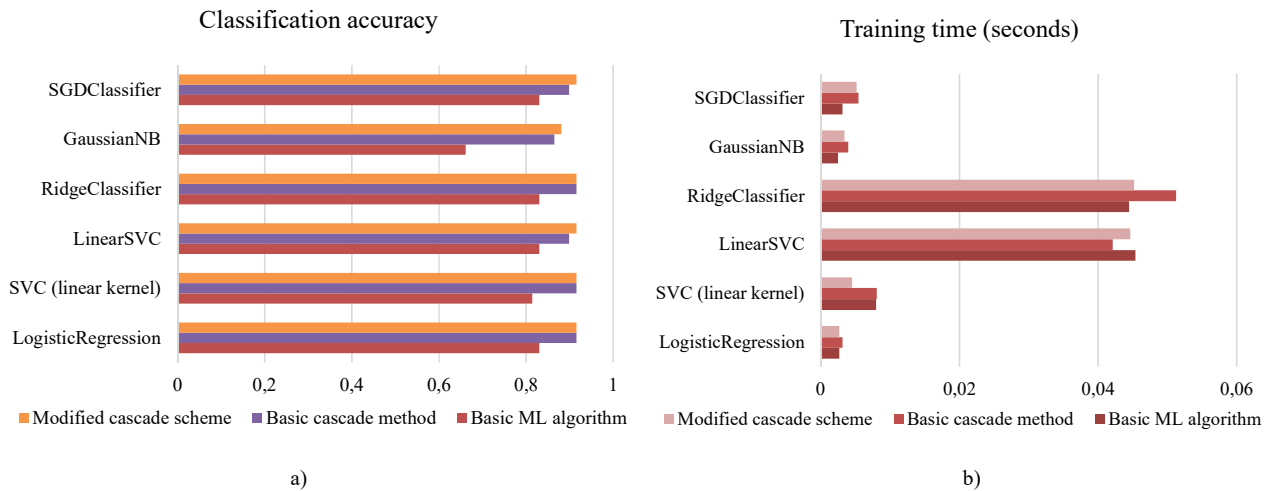 Classification accuracy
SGDClassifier
GaussianNB
RidgeClassifier
LinearSVC
SVC (linear kernel)
LogisticRegression
0 0,2 0,4 0,6 0,8 1
Modified cascade scheme Basic cascade method Basic ML algorithm
a)
Training time (seconds)
SGDClassifier
GaussianNB
RidgeClassifier
LinearSVC
SVC (linear kernel)
LogisticRegression
0 0,02 0,04 0,06
Modified cascade scheme Basic cascade method Basic ML algorithm
b)